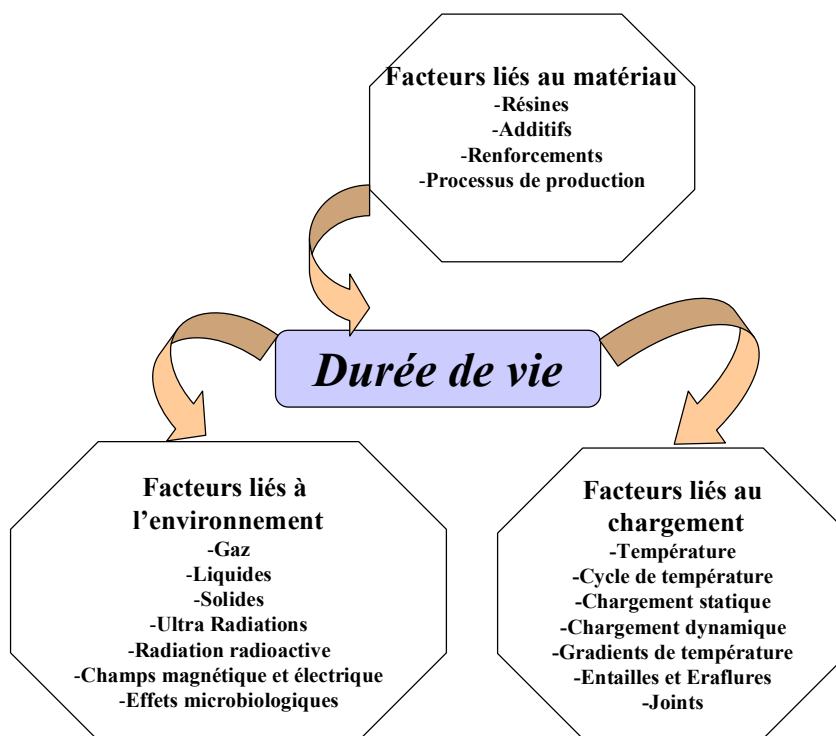 Facteurs liés au matériau
-Résines
-Additifs
-Renforcements
-Processus de production
Durée de vie
Facteurs liés à
l’environnement
-Gaz
-Liquides
-Solides
-Ultra Radiations
-Radiation radioactive
-Champs magnétique et électrique
-Effets microbiologiques
Facteurs liés au
chargement
-Température
-Cycle de température
-Chargement statique
-Chargement dynamique
-Gradients de température
-Entailles et Eraflures
-Joints